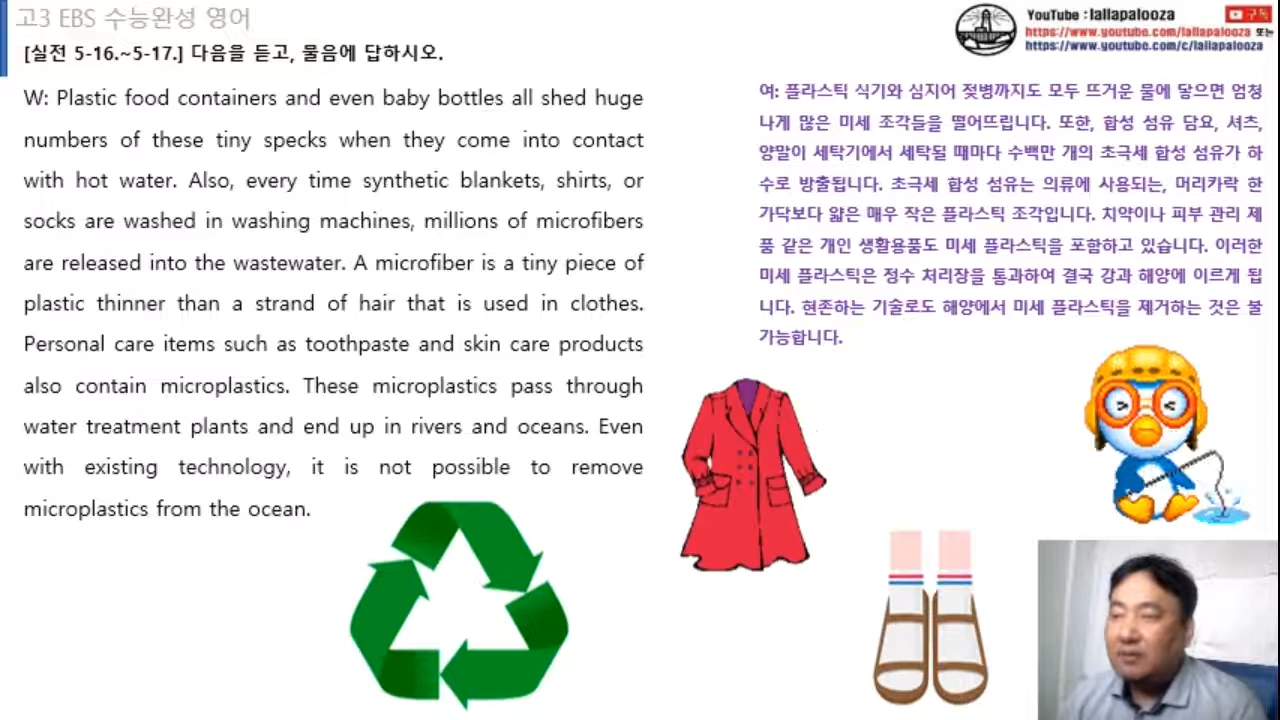 고3 EBS 수능완성 영어
[실전 5-16.~5-17.] 다음을 듣고, 물음에 답하시오.
YouTube : lallapalooza
구독
https://www.youtube.com/lallapalooza 또는
https://www.youtube.com/c/lallapalooza
W: Plastic food containers and even baby bottles all shed huge
numbers of these tiny specks when they come into contact
with hot water. Also, every time synthetic blankets, shirts, or
socks are washed in washing machines, millions of microfibers
are released into the wastewater. A microfiber is a tiny piece of
plastic thinner than a strand of hair that is used in clothes.
Personal care items such as toothpaste and skin care products
also contain microplastics. These microplastics pass through
water treatment plants and end up in rivers and oceans. Even
with existing technology, it is not possible to remove
microplastics from the ocean.
여: 플라스틱 식기와 심지어 젖병까지도 모두 뜨거운 물에 닿으면 엄청
나게 많은 미세 조각들을 떨어뜨립니다. 또한, 합성 섬유 담요, 셔츠,
양말이 세탁기에서 세탁될 때마다 수백만 개의 초극세 합성 섬유가 하
수로 방출됩니다. 초극세 합성 섬유는 의류에 사용되는, 머리카락 한
가닥보다 얇은 매우 작은 플라스틱 조각입니다. 치약이나 피부 관리 제
품 같은 개인 생활용품도 미세 플라스틱을 포함하고 있습니다. 이러한
미세 플라스틱은 정수 처리장을 통과하여 결국 강과 해양에 이르게 됩
니다. 현존하는 기술로도 해양에서 미세 플라스틱을 제거하는 것은 불
가능합니다.